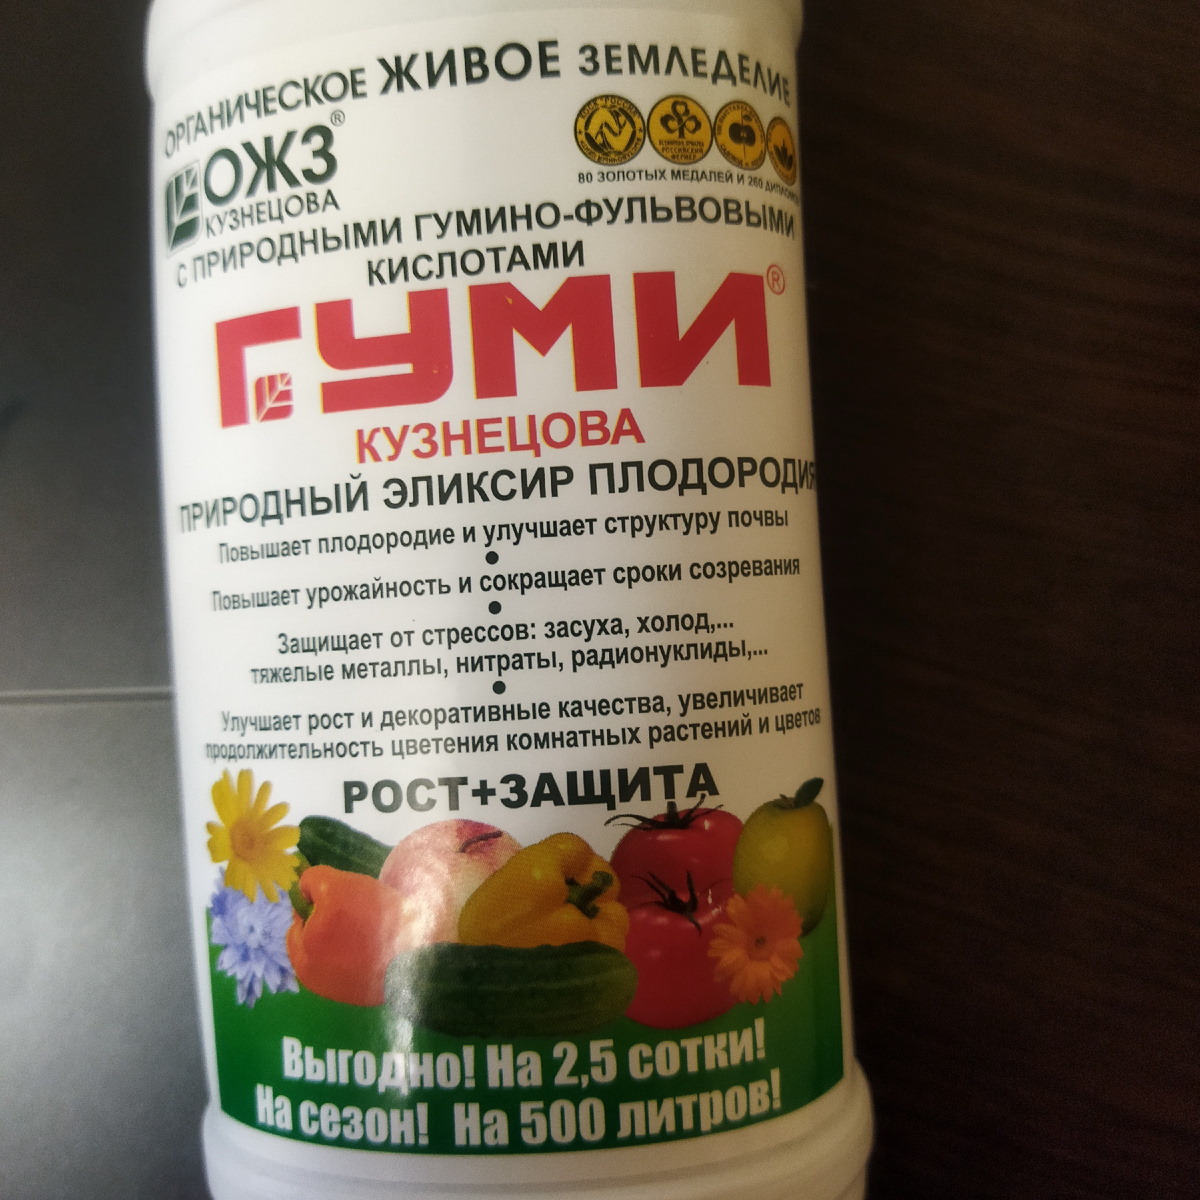 ОРГАНИЧЕСКОЕ ЖИВОЕ ЗЕМЛЕДЕЛИЕ
ОЖЗ®
КУЗНЕЦОВА
80 ЗОЛОТЫХ МЕДАЛЕЙ И 260 ДИПЛОМОВ
С ПРИРОДНЫМИ ГУМИНО-ФУЛЬВОВЫМИ
КИСЛОТАМИ
ГУМИ®
КУЗНЕЦОВА
ПРИРОДНЫЙ ЭЛИКСИР ПЛОДОРОДИЯ
Повышает плодородие и улучшает структуру почвы
•
Повышает урожайность и сокращает сроки созревания
•
Защищает от стрессов: засуха, холод,...
тяжелые металлы, нитраты, радионуклиды,...
•
Улучшает рост и декоративные качества, увеличивает
продолжительность цветения комнатных растений и цветов
РОСТ+ЗАЩИТА
Выгодно! На 2,5 сотки!
На сезон! На 500 литров!